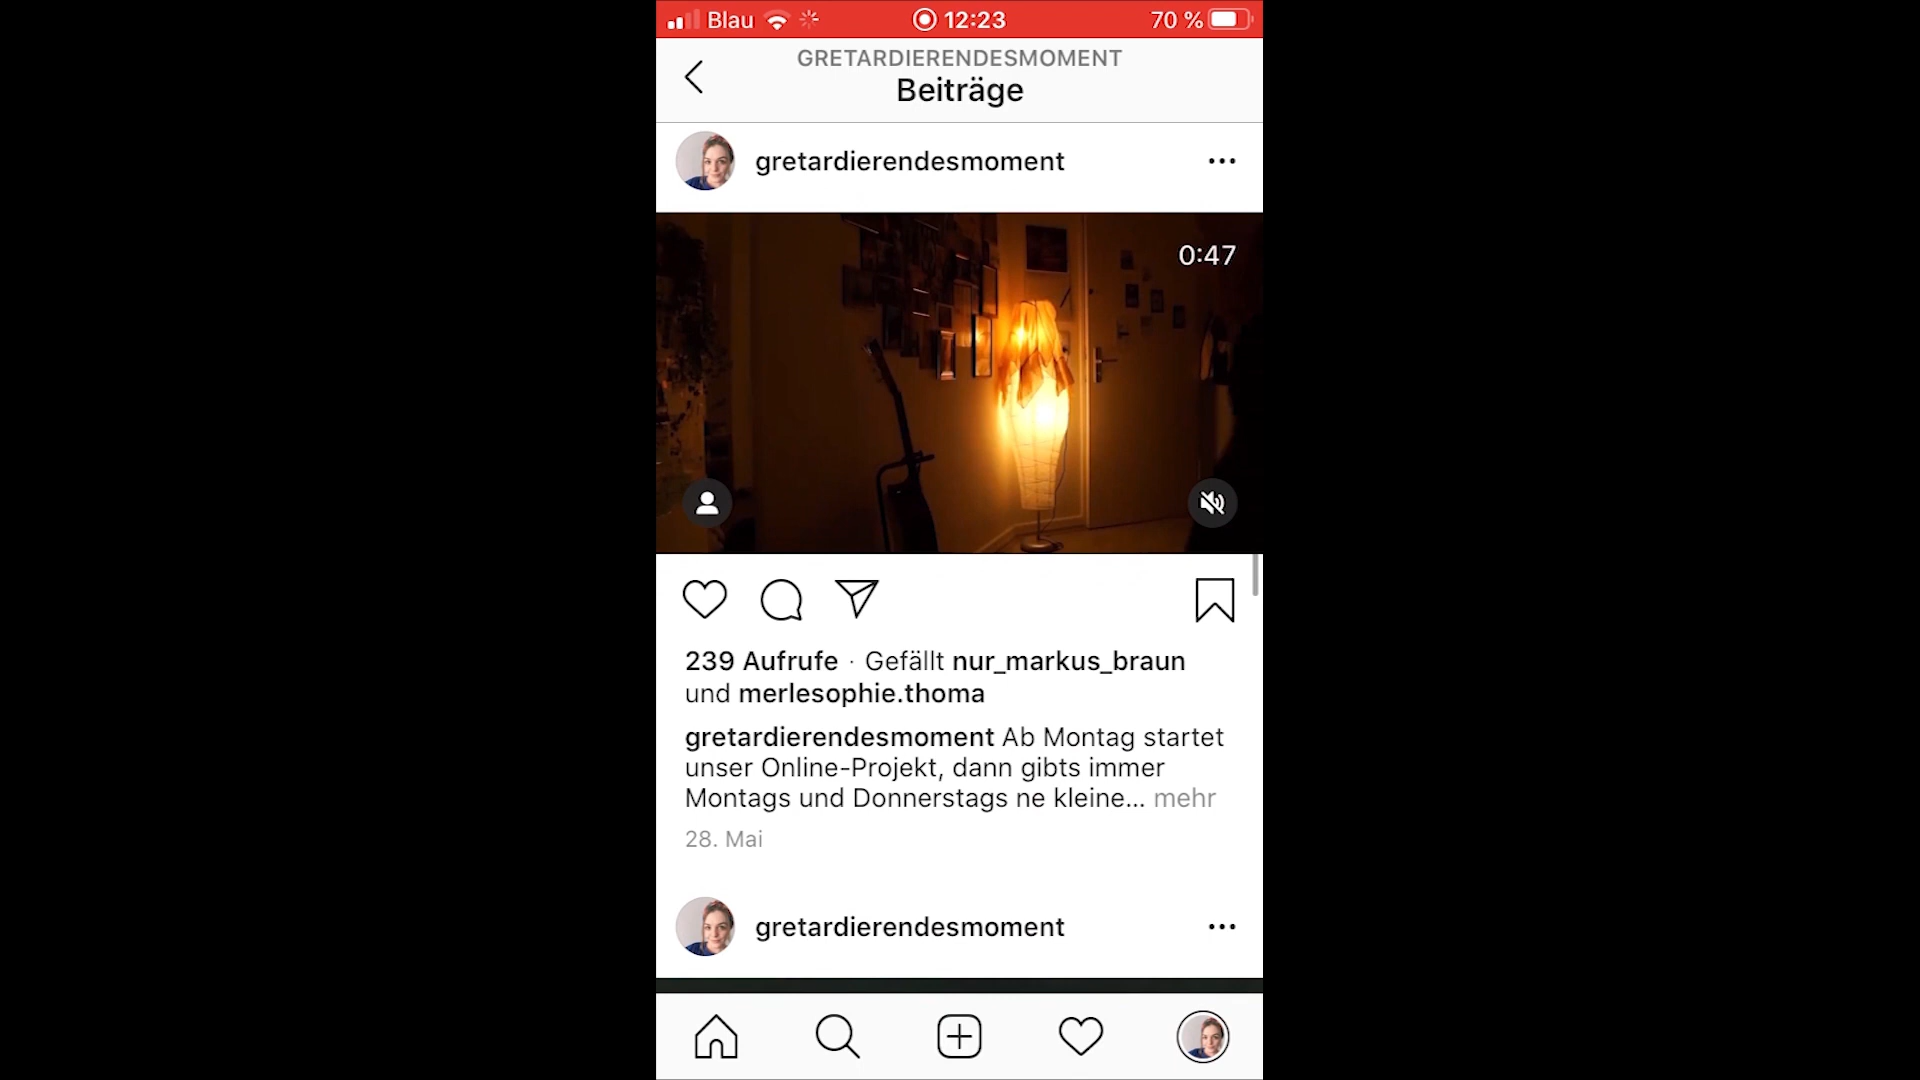 Blau 12:23 70 %
GRETARDIERENDESMOMENT
Beiträge
gretardierendesmoment
0:47
239 Aufrufe · Gefällt nur_markus_braun
und merlesophie.thoma
gretardierendesmoment Ab Montag startet
unser Online-Projekt, dann gibts immer
Montags und Donnerstags ne kleine... mehr
28. Mai
gretardierendesmoment